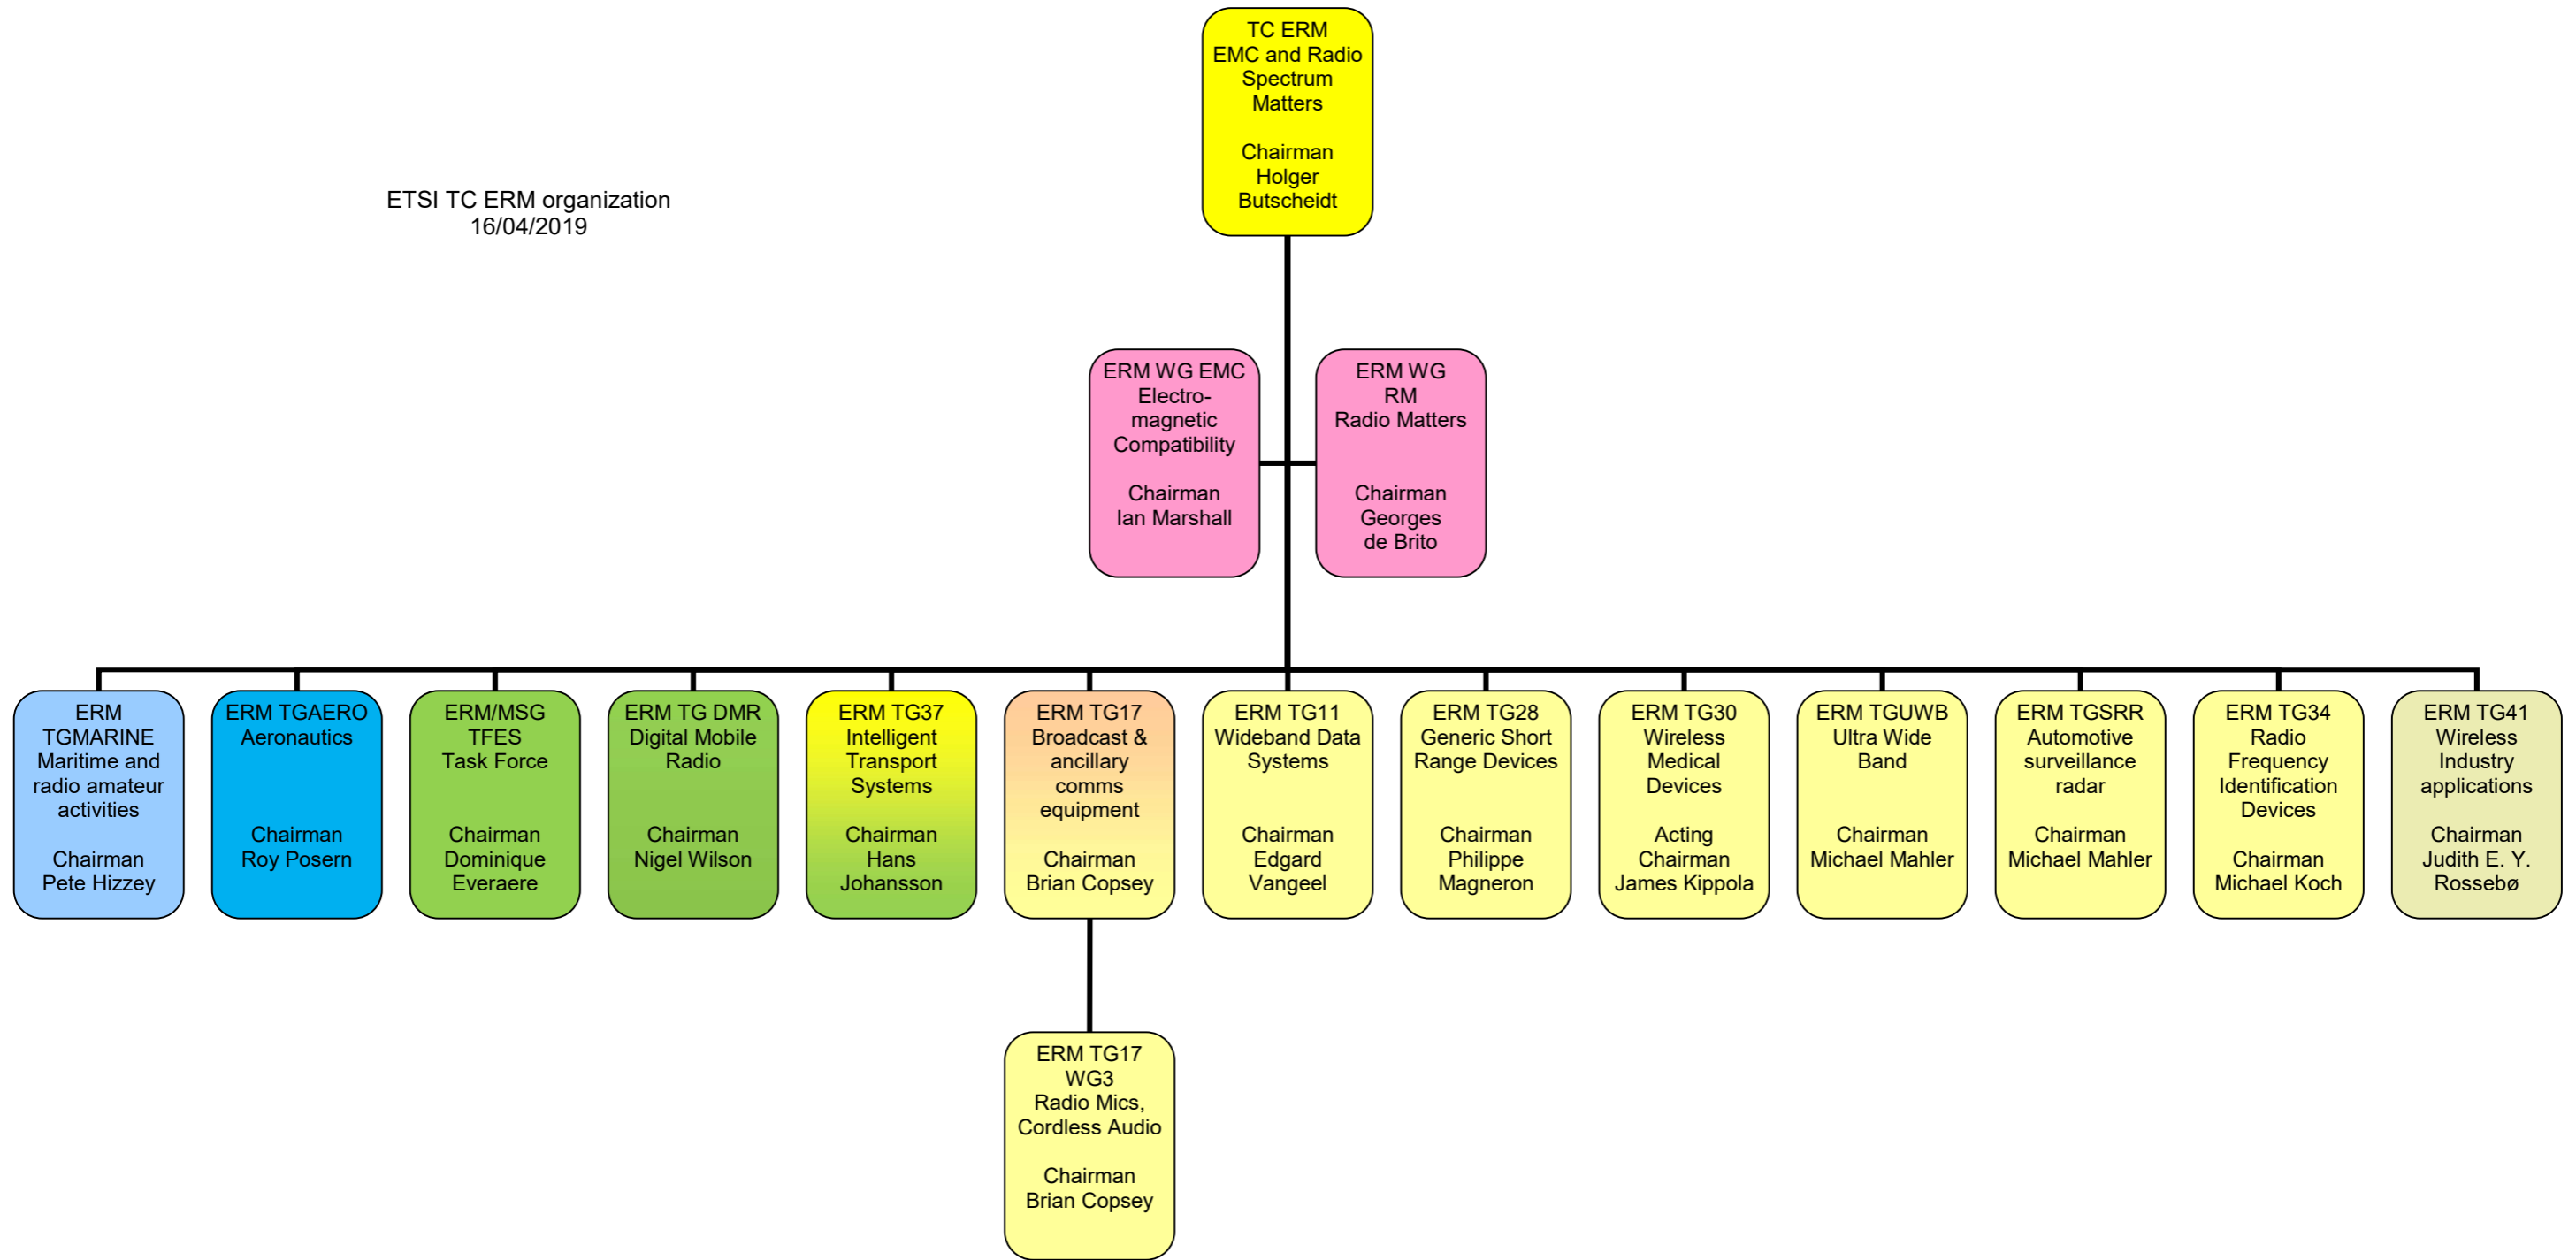 TC ERM
EMC and Radio
Spectrum
Matters
Chairman
Holger
Butscheidt
ETSI TC ERM organization
16/04/2019
ERM WG EMC
Electro-
magnetic
Compatibility
Chairman
Ian Marshall
ERM WG
RM
Radio Matters
Chairman
Georges
de Brito
ERM
TGMARINE
Maritime and
radio amateur
activities
Chairman
Pete Hizzey
ERM TGAERO
Aeronautics
Chairman
Roy Posern
ERM/MSG
TFES
Task Force
Chairman
Dominique
Everaere
ERM TG DMR
Digital Mobile
Radio
Chairman
Nigel Wilson
ERM TG37
Intelligent
Transport
Systems
Chairman
Hans
Johansson
ERM TG17
Broadcast &
ancillary
comms
equipment
Chairman
Brian Copsey
ERM TG11
Wideband Data
Systems
Chairman
Edgard
Vangeel
ERM TG28
Generic Short
Range Devices
Chairman
Philippe
Magneron
ERM TG30
Wireless
Medical
Devices
Acting
Chairman
James Kippola
ERM TGUWB
Ultra Wide
Band
Chairman
Michael Mahler
ERM TGSRR
Automotive
surveillance
radar
Chairman
Michael Mahler
ERM TG34
Radio
Frequency
Identification
Devices
Chairman
Michael Koch
ERM TG41
Wireless
Industry
applications
Chairman
Judith E. Y.
Rossebø
ERM TG17
WG3
Radio Mics,
Cordless Audio
Chairman
Brian Copsey